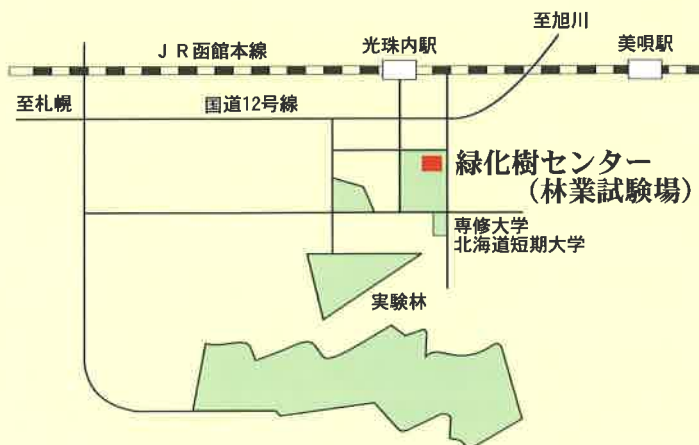 至旭川
ＪＲ函館本線
光珠内駅
美唄駅
至札幌
国道12号線
緑化樹センター
（林業試験場）
専修大学
北海道短期大学
実験林